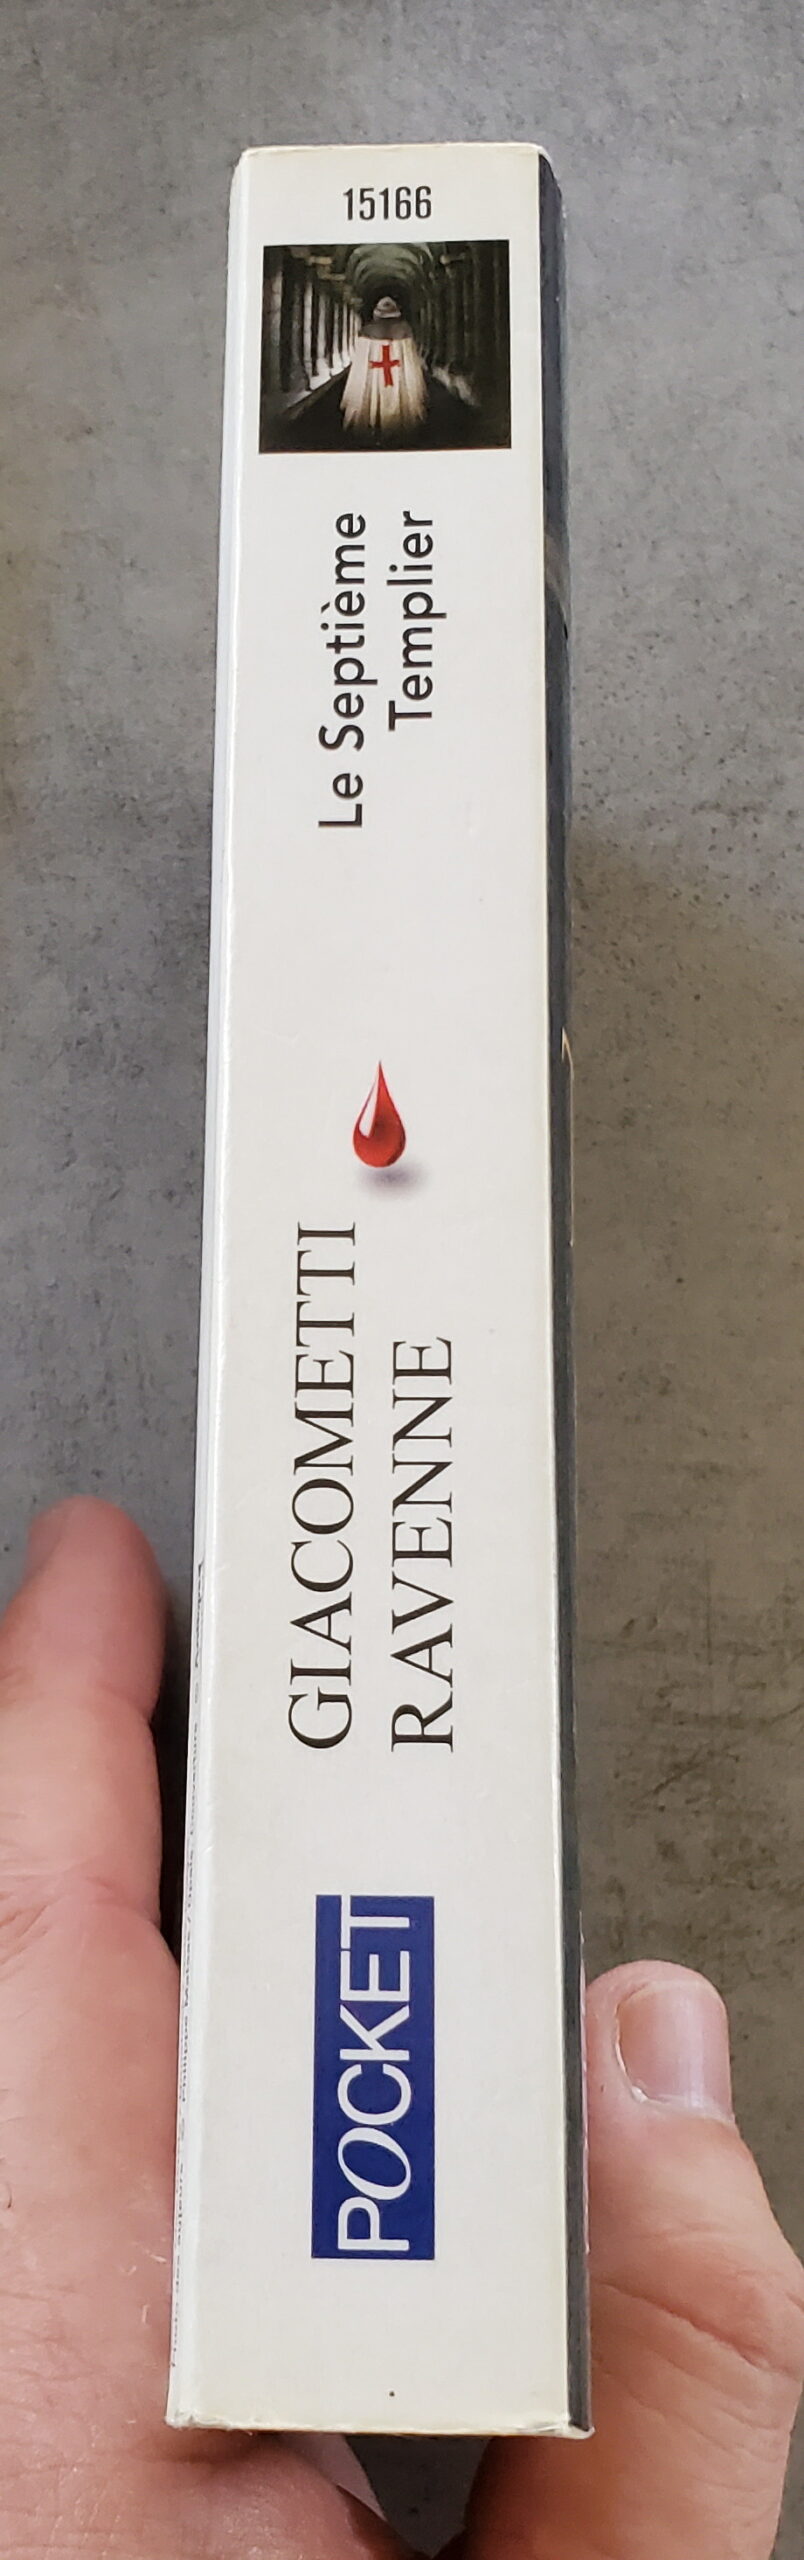 15166
Le Septième
Templier
GIACOMETTI
RAVENNE
POCKET